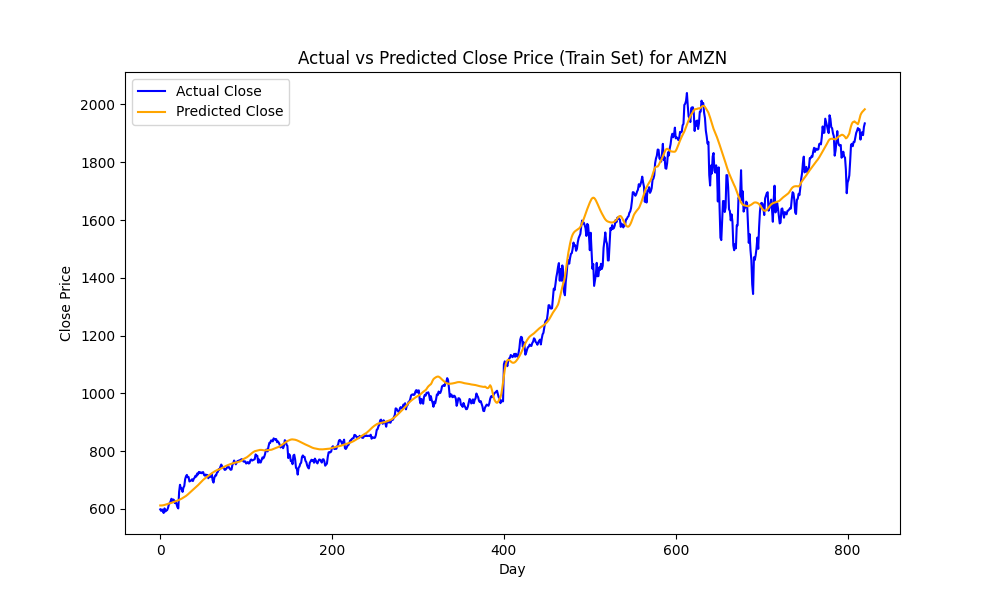 Actual vs Predicted Close Price (Train Set) for AMZN
Actual Close
Predicted Close
2000
1800
1600
1400
1200
1000
800
600
Close Price
0 200 400 600 800
Day